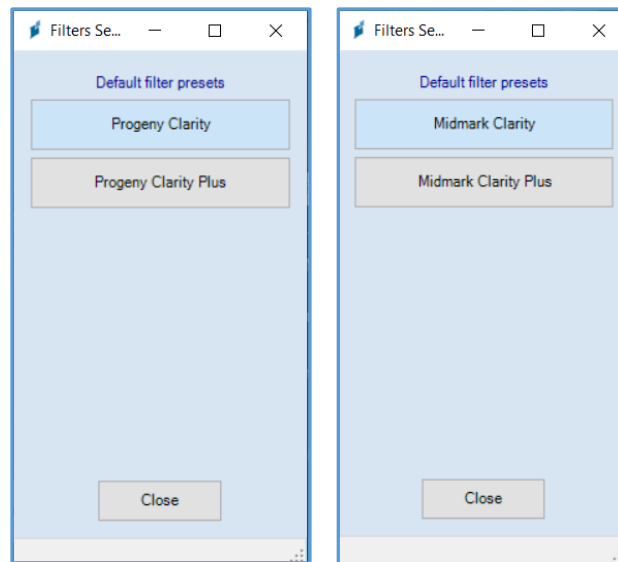 Filters Se...
Default filter presets
Progeny Clarity
Progeny Clarity Plus
Close
Filters Se...
Default filter presets
Midmark Clarity
Midmark Clarity Plus
Close